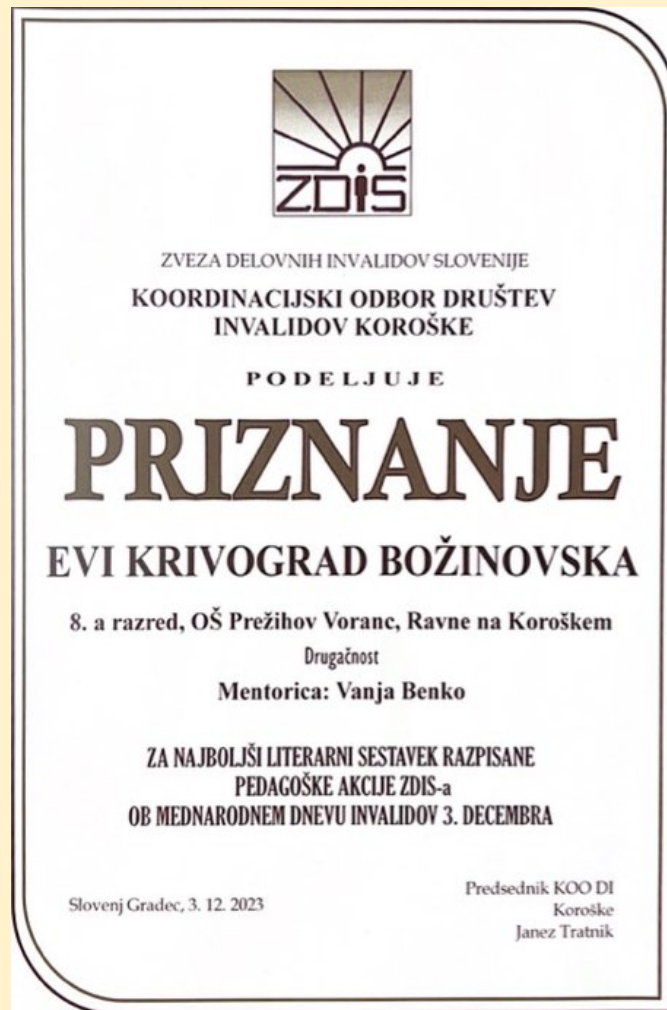 ZDIS
ZVEZA DELOVNIH INVALIDOV SLOVENIJE
KOORDINACIJSKI ODBOR DRUŠTEV
INVALIDOV KOROŠKE
PODELJUJE
PRIZNANJE
EVI KRIVOGRAD BOŽINOVSKA
8. a razred, OŠ Prežihov Voranc, Ravne na Koroškem
Drugačnost
Mentorica: Vanja Benko
ZA NAJBOLJŠI LITERARNI SESTAVEK RAZPISANE
PEDAGOŠKE AKCIJE ZDIS-a
OB MEDNARODNEM DNEVU INVALIDOV 3. DECEMBRA
Slovenj Gradec, 3. 12. 2023
Predsednik KOO DI
Koroške
Janez Tratnik